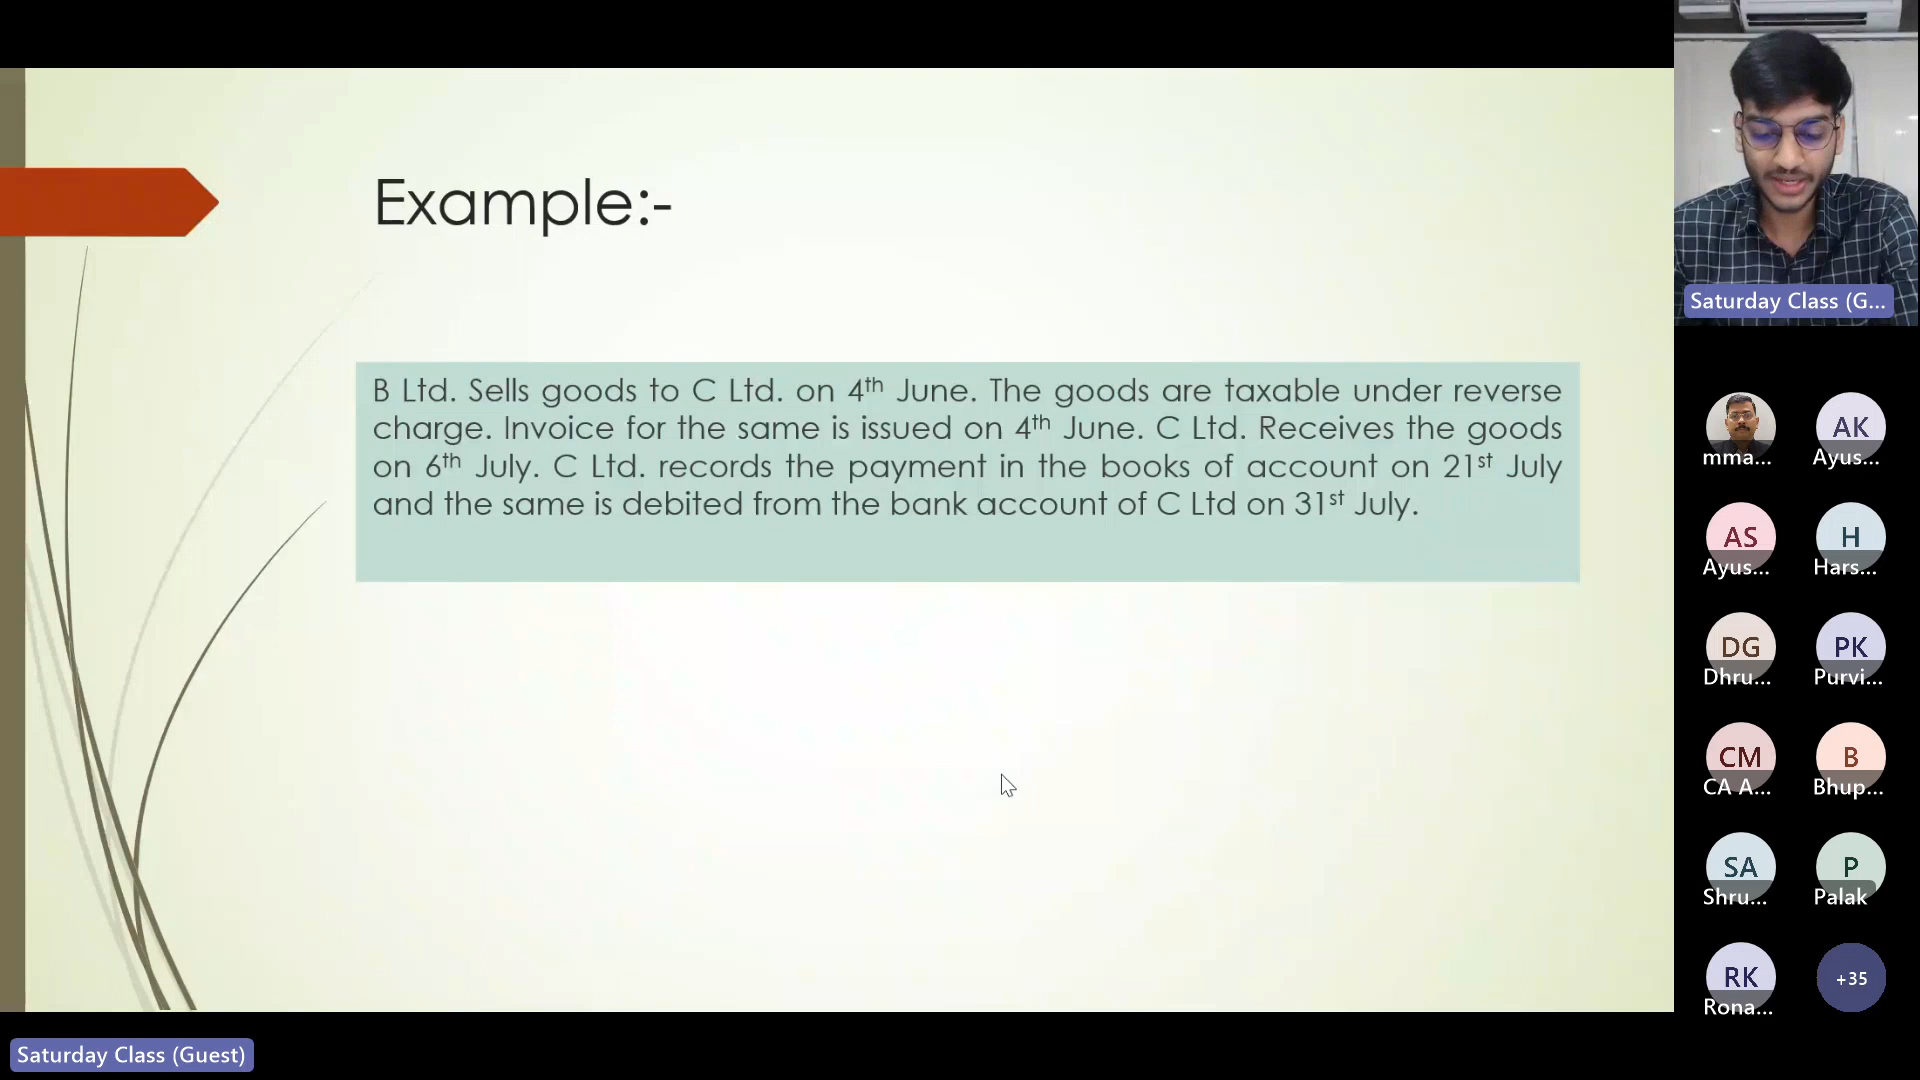 Example:-
B Ltd. Sells goods to C Ltd. on 4th June. The goods are taxable under reverse
charge. Invoice for the same is issued on 4th June. C Ltd. Receives the goods
on 6th July. C Ltd. records the payment in the books of account on 21st July
and the same is debited from the bank account of C Ltd on 31st July.
Saturday Class (G...
mma...
AK
Ayus...
AS
Ayus...
H
Hars...
DG
Dhru...
PK
Purvi...
CM
CA A...
B
Bhup...
SA
Shru...
P
Palak
RK
Rona...
+35
Saturday Class (Guest)